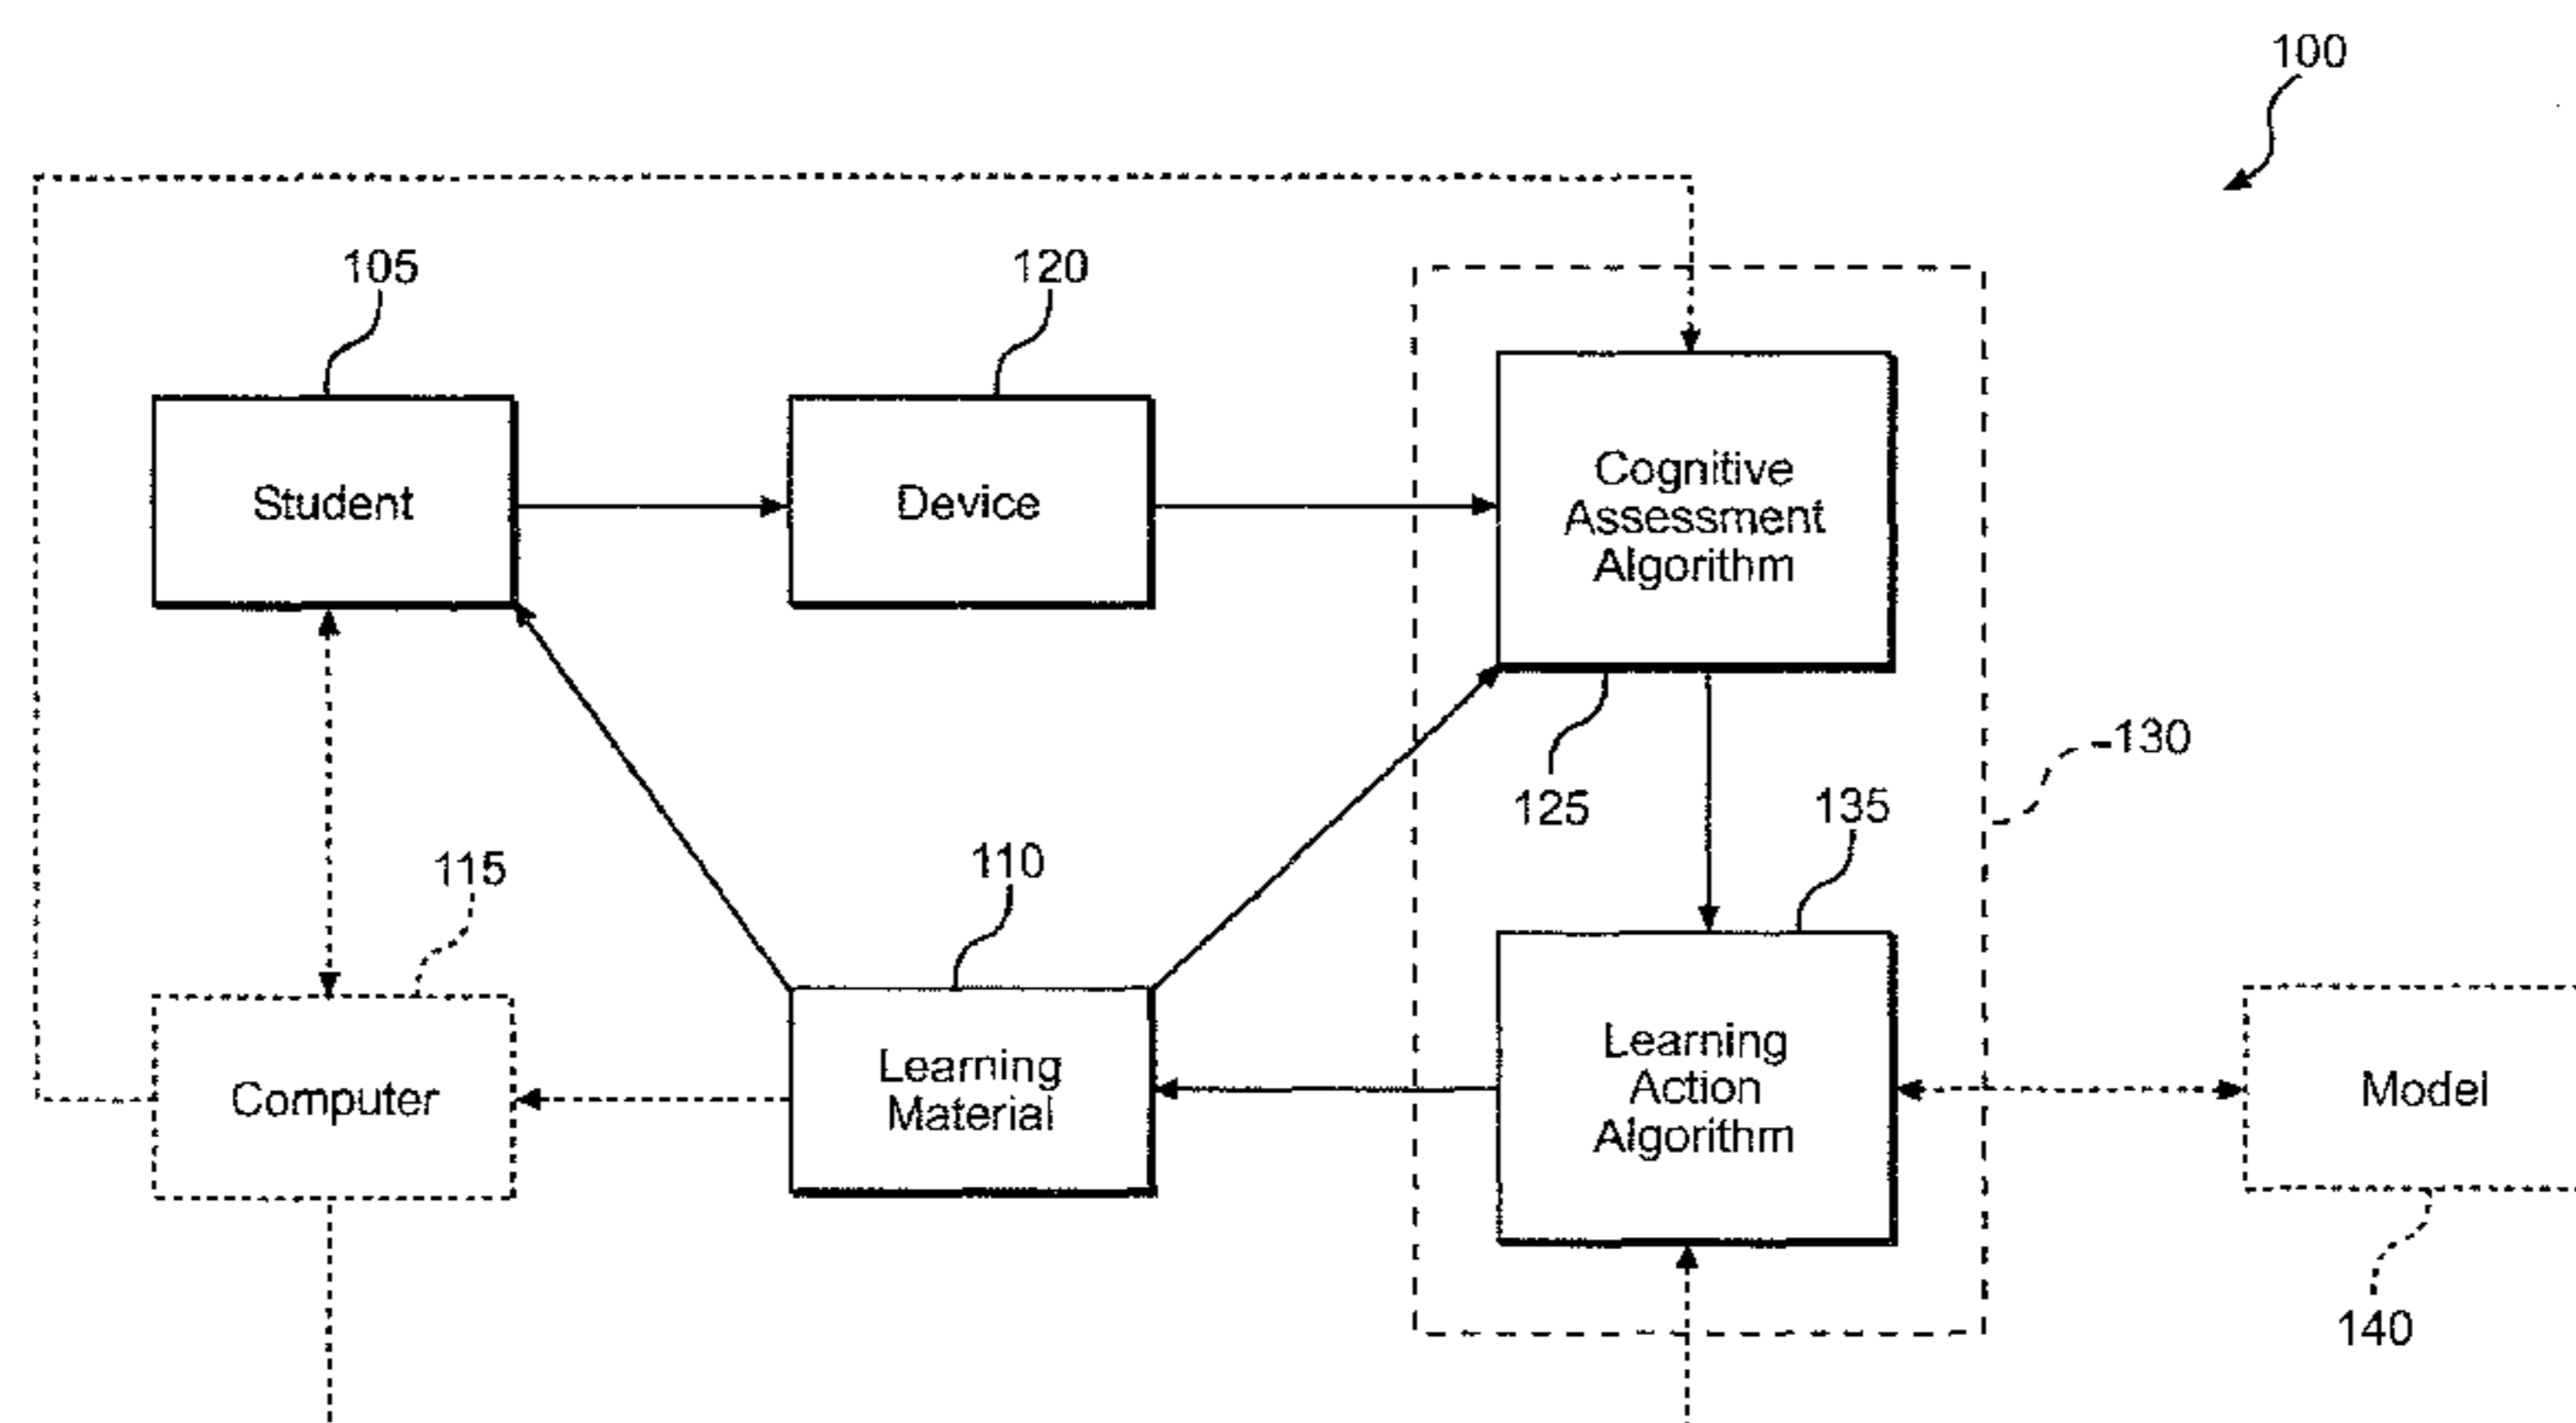 100
105
120
Student
Device
Cognitive
Assessment
Algorithm
130
125
135
115
110
Computer
Learning
Material
Learning
Action
Algorithm
Model
140